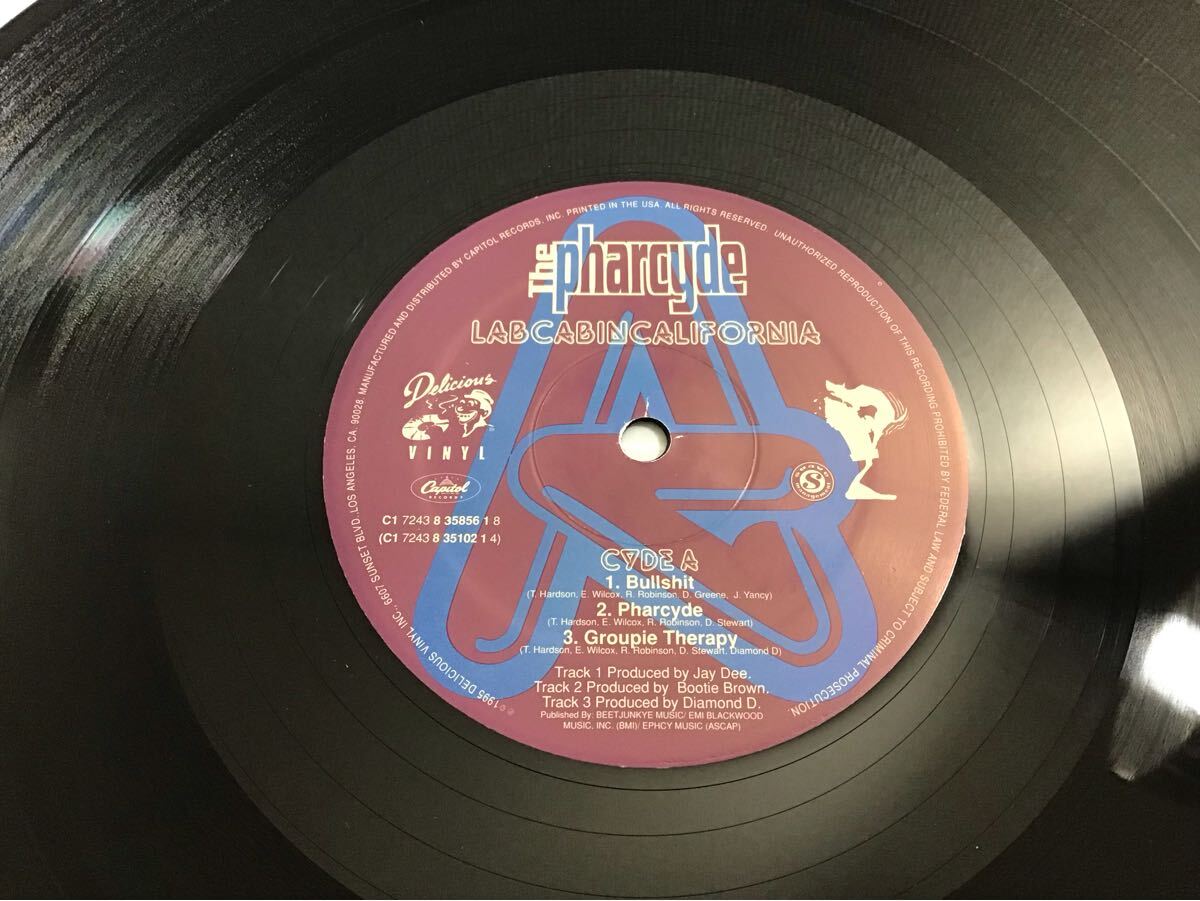 The pharcyde
LABCABINCALIFORNIA
Delicious
VINYL
Capitol
RECORDS
C1 7243 8 35856 1 8
(C1 7243 8 35102 1 4)
S
management
CYDE A
1. Bullshit
(T. Hardson, E. Wilcox, R. Robinson, D. Greene, J. Yancy)
2. Pharcyde
(T. Hardson, E. Wilcox, R. Robinson, D. Stewart)
3. Groupie Therapy
(T. Hardson, E. Wilcox, R. Robinson, D. Stewart, Diamond D)
Track 1 Produced by Jay Dee.
Track 2 Produced by Bootie Brown.
Track 3 Produced by Diamond D.
Published By: BEETJUNKYE MUSIC/ EMI BLACKWOOD
MUSIC, INC. (BMI)/ EPHCY MUSIC (ASCAP)
℗©1995 DELICIOUS VINYL INC., 6607 SUNSET BLVD., LOS ANGELES, CA. 90028. MANUFACTURED AND DISTRIBUTED BY CAPITOL RECORDS, INC. PRINTED IN THE USA. ALL RIGHTS RESERVED. UNAUTHORIZED REPRODUCTION OF THIS RECORDING PROHIBITED BY FEDERAL LAW AND SUBJECT TO CRIMINAL PROSECUTION.